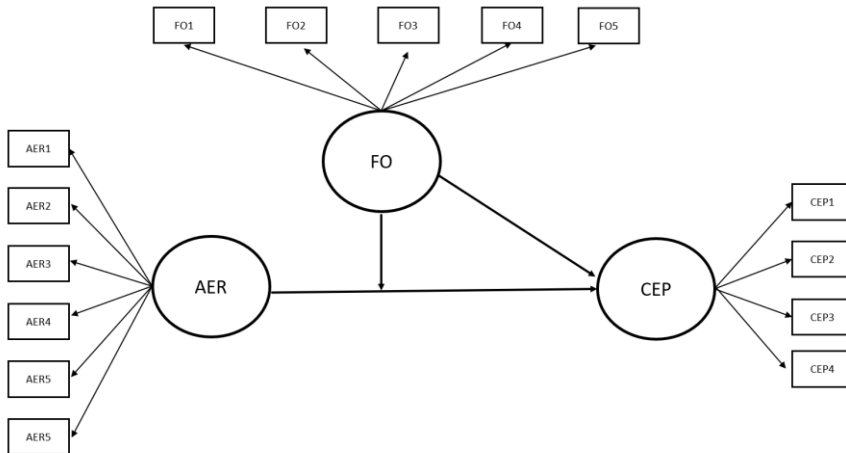 FO1
FO2
FO3
FO4
FO5
AER1
AER2
AER3
AER4
AER5
AER5
FO
AER
CEP
CEP1
CEP2
CEP3
CEP4